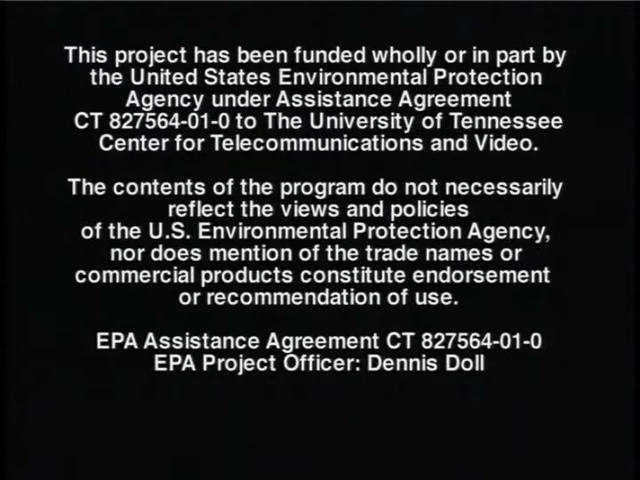 This project has been funded wholly or in part by
the United States Environmental Protection
Agency under Assistance Agreement
CT 827564-01-0 to The University of Tennessee
Center for Telecommunications and Video.
The contents of the program do not necessarily
reflect the views and policies
of the U.S. Environmental Protection Agency,
nor does mention of the trade names or
commercial products constitute endorsement
or recommendation of use.
EPA Assistance Agreement CT 827564-01-0
EPA Project Officer: Dennis Doll